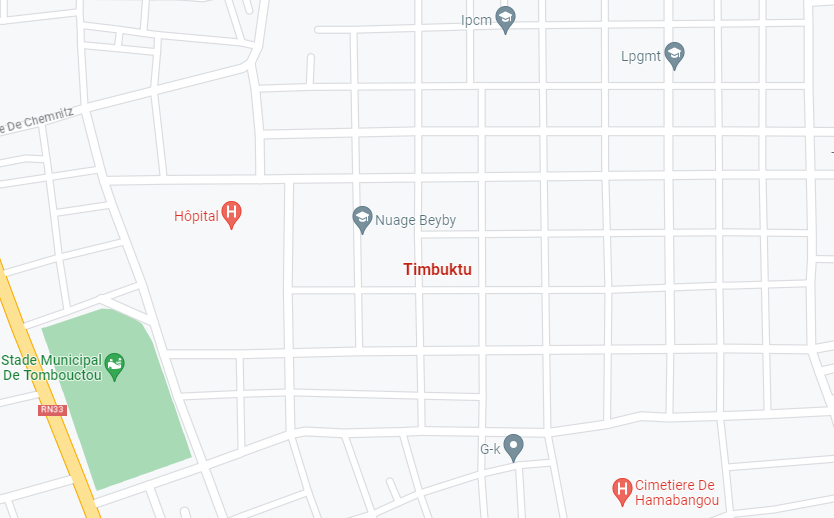 Ipcm
Lpgmt
e De Chemnitz
Hôpital
Nuage Beyby
Timbuktu
Stade Municipal
De Tombouctou
RN33
G-k
Cimetiere De
Hamabangou